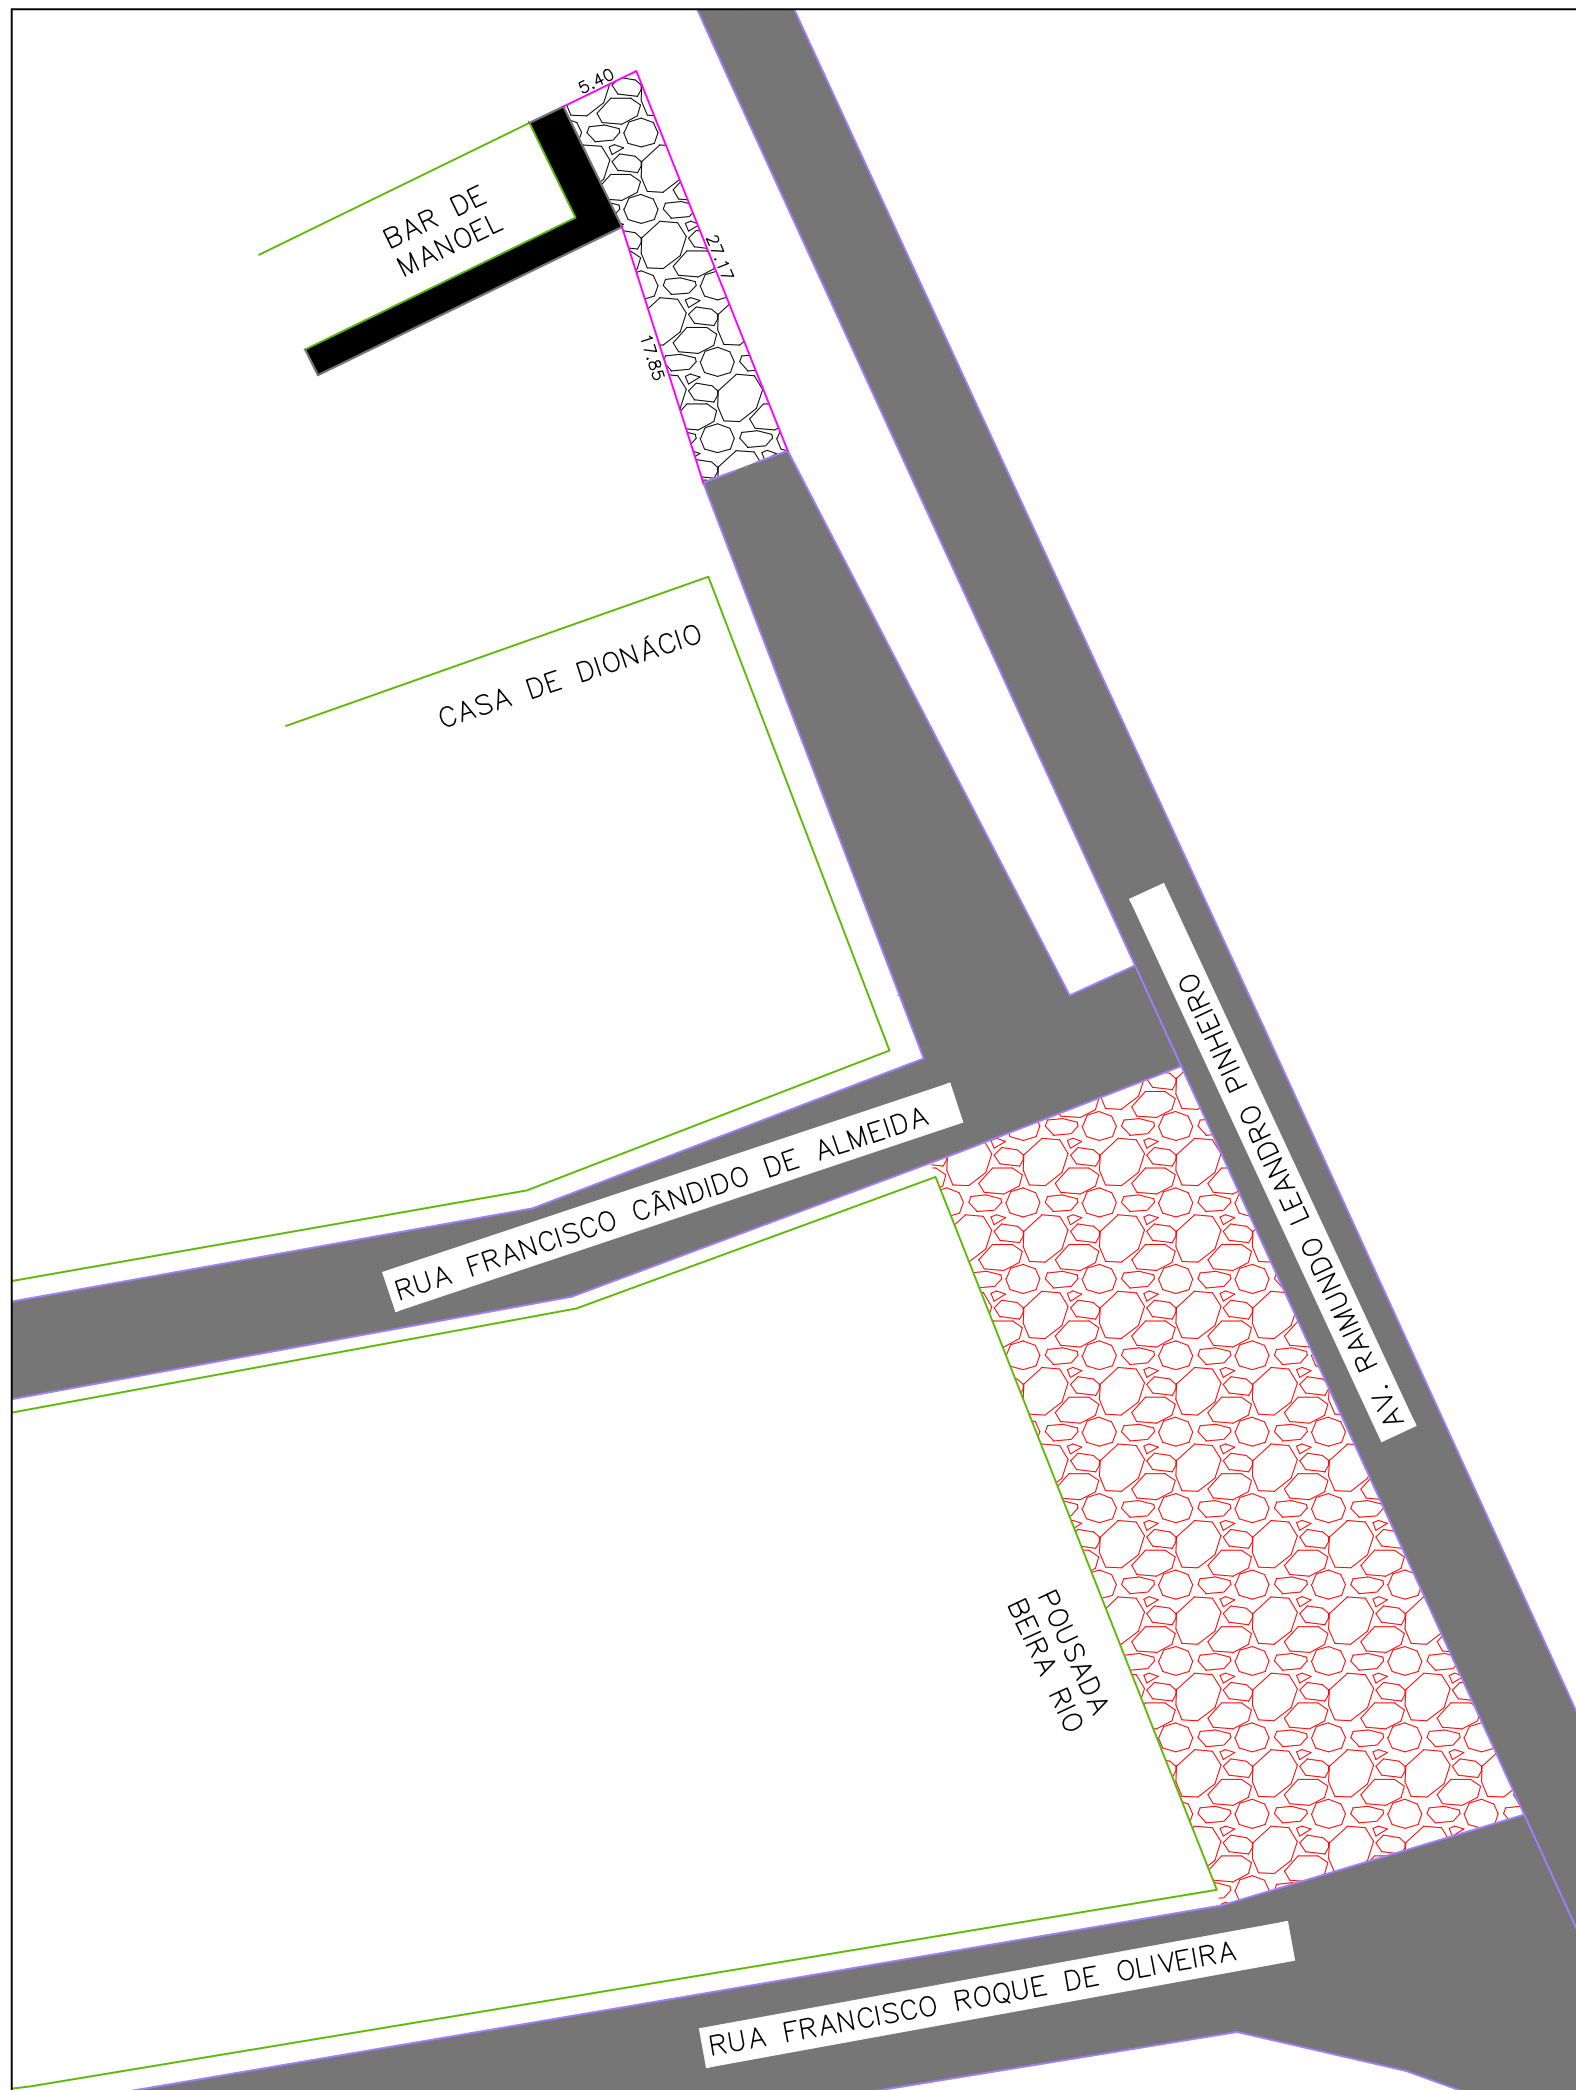 5.40
BAR DE
MANOEL
27.17
17.85
CASA DE DIONÁCIO
AV. RAIMUNDO LEANDRO PINHEIRO
RUA FRANCISCO CÂNDIDO DE ALMEIDA
POUSADA
BEIRA RIO
RUA FRANCISCO ROQUE DE OLIVEIRA